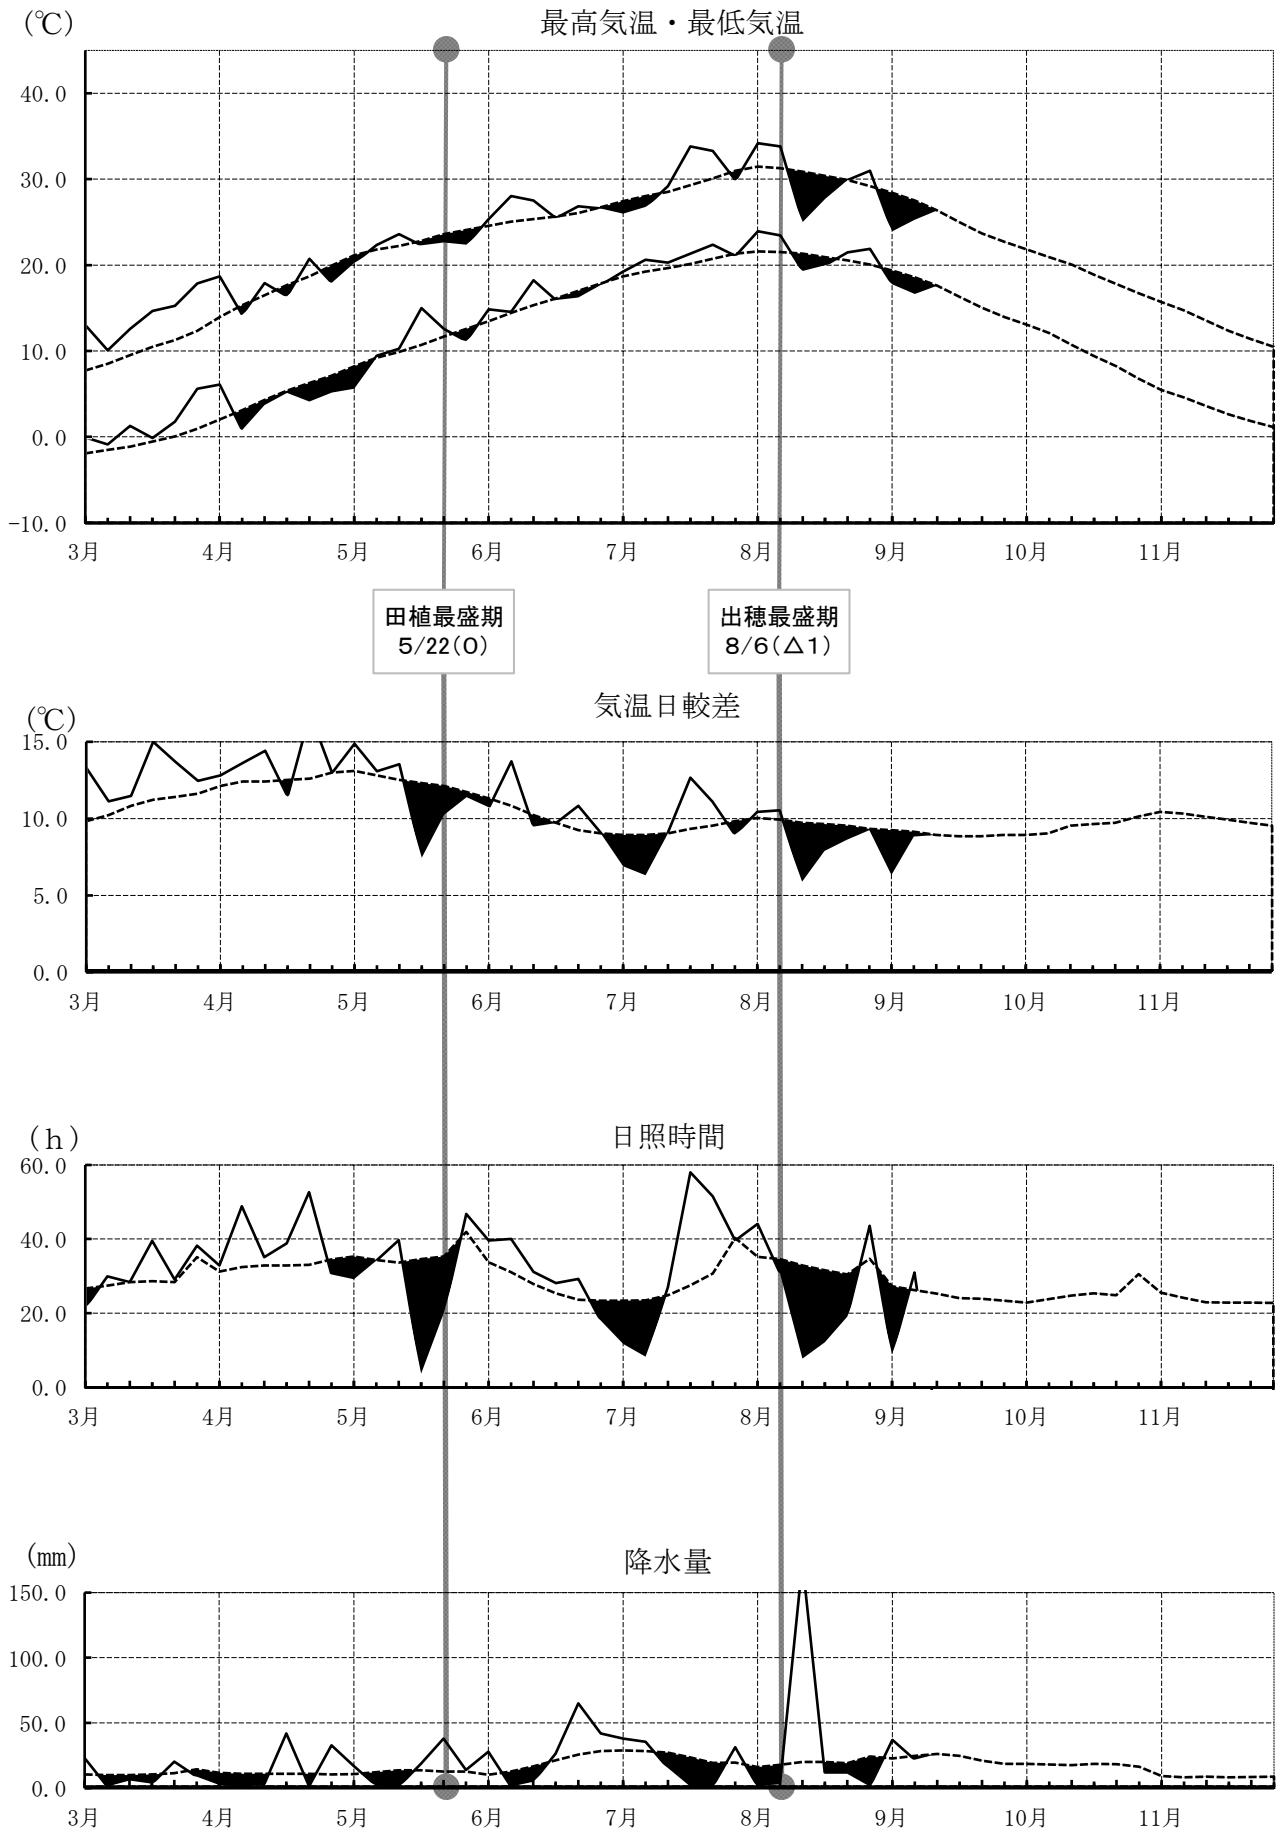 (℃)
最高気温・最低気温
40.0
30.0
20.0
10.0
0.0
-10.0
3月 4月 5月 6月 7月 8月 9月 10月 11月
田植最盛期
5/22(0)
出穂最盛期
8/6(△1)
(℃)
気温日較差
15.0
10.0
5.0
0.0
3月 4月 5月 6月 7月 8月 9月 10月 11月
(h)
日照時間
60.0
40.0
20.0
0.0
3月 4月 5月 6月 7月 8月 9月 10月 11月
(mm)
降水量
150.0
100.0
50.0
0.0
3月 4月 5月 6月 7月 8月 9月 10月 11月